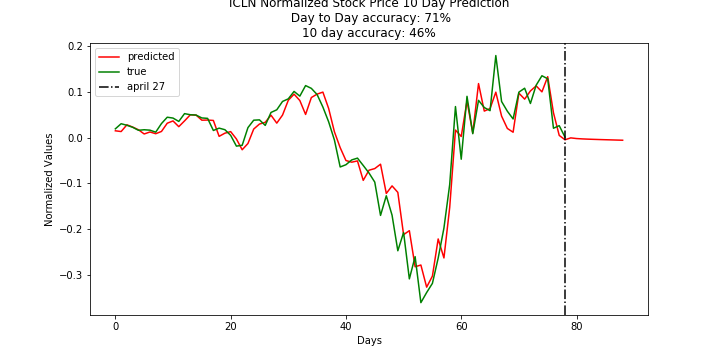 ICLN Normalized Stock Price 10 Day Prediction
Day to Day accuracy: 71%
10 day accuracy: 46%
predicted
true
april 27
Normalized Values
0.2
0.1
0.0
−0.1
−0.2
−0.3
0
20
40
60
80
Days